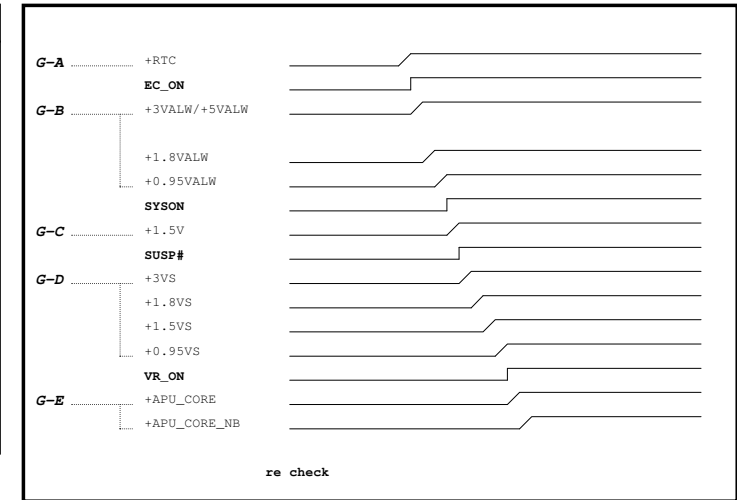 G-A +RTC
EC_ON
G-B +3VALW/+5VALW
+1.8VALW
+0.95VALW
SYSON
G-C +1.5V
SUSP#
G-D +3VS
+1.8VS
+1.5VS
+0.95VS
VR_ON
G-E +APU_CORE
+APU_CORE_NB
re check